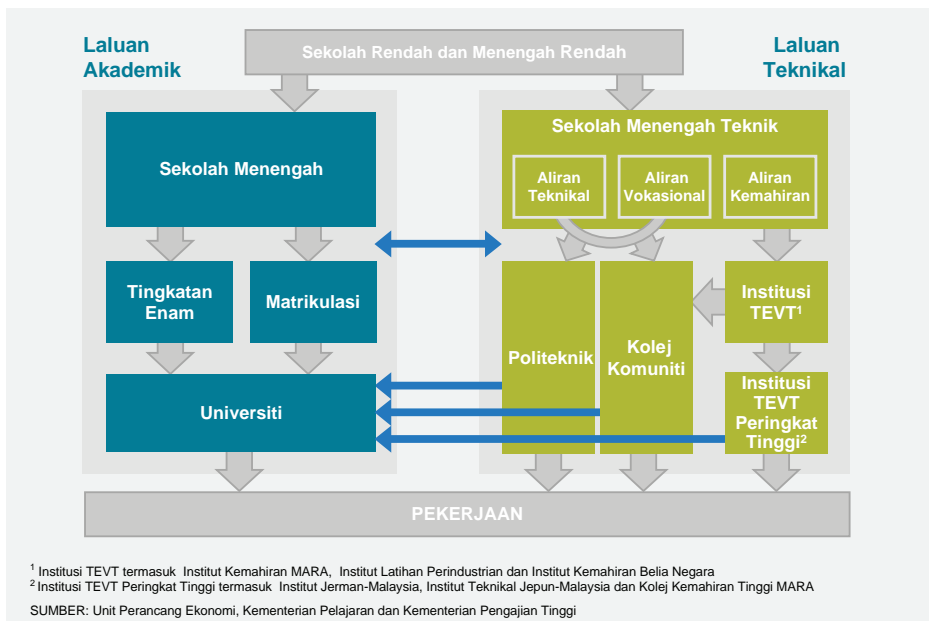 Laluan
Akademik
Sekolah Rendah dan Menengah Rendah
Laluan
Teknikal
Sekolah Menengah
Sekolah Menengah Teknik
Aliran
Teknikal
Aliran
Vokasional
Aliran
Kemahiran
Tingkatan
Enam
Matrikulasi
Politeknik
Kolej
Komuniti
Institusi
TEVT¹
Universiti
Institusi
TEVT
Peringkat
Tinggi²
PEKERJAAN
¹ Institusi TEVT termasuk Institut Kemahiran MARA, Institut Latihan Perindustrian dan Institut Kemahiran Belia Negara
² Institusi TEVT Peringkat Tinggi termasuk Institut Jerman-Malaysia, Institut Teknikal Jepun-Malaysia dan Kolej Kemahiran Tinggi MARA
SUMBER: Unit Perancang Ekonomi, Kementerian Pelajaran dan Kementerian Pengajian Tinggi